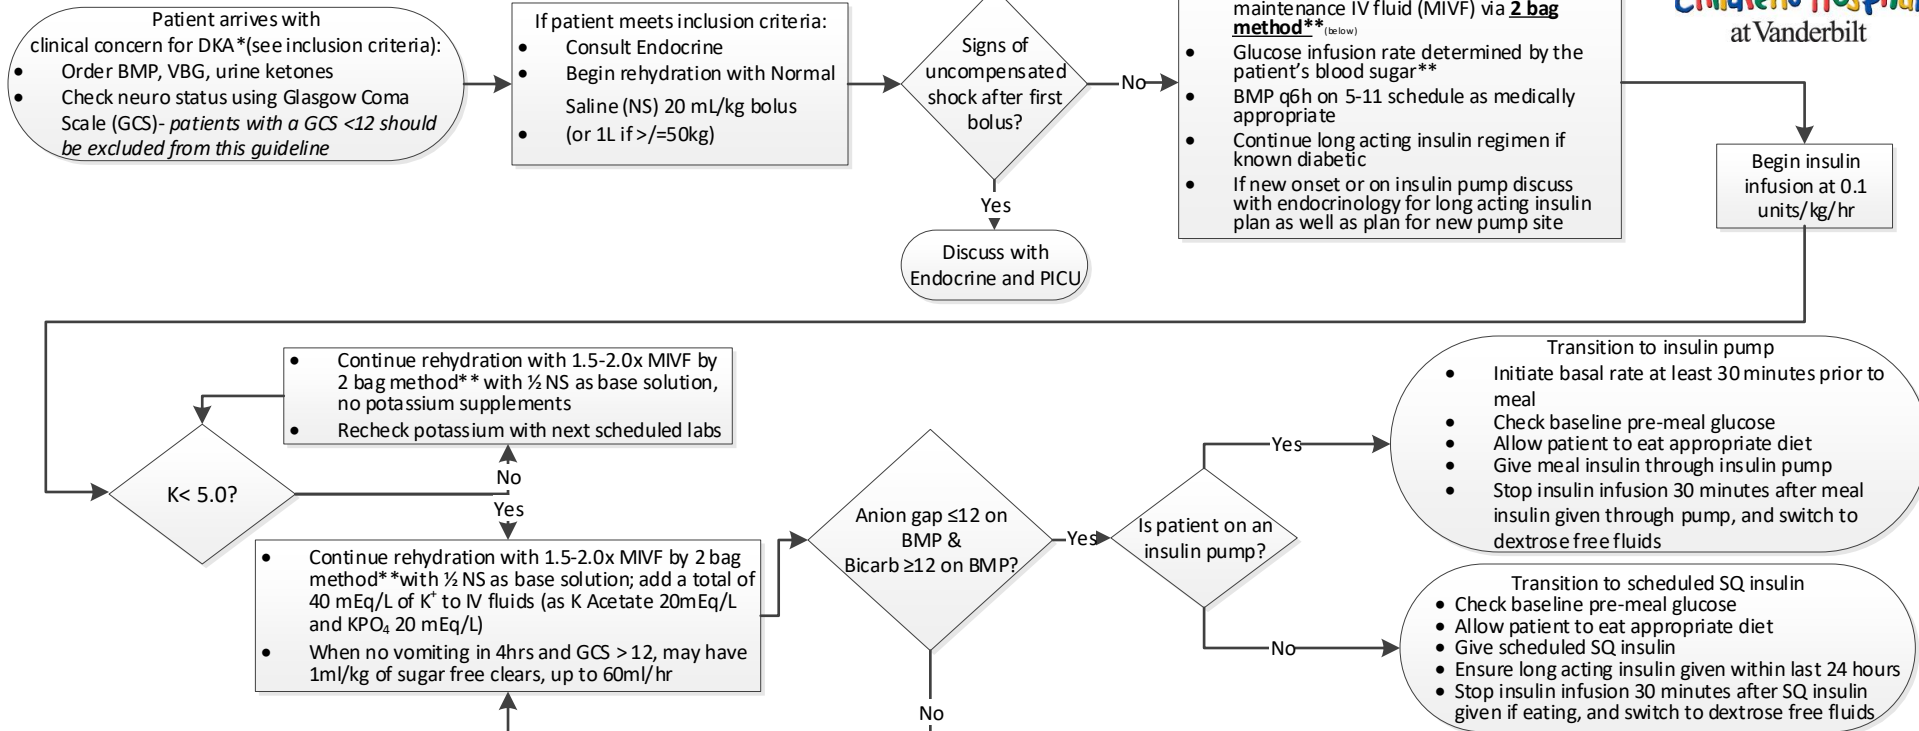 Patient arrives with
clinical concern for DKA*(see inclusion criteria):
• Order BMP, VBG, urine ketones
• Check neuro status using Glasgow Coma
Scale (GCS)- patients with a GCS <12 should
be excluded from this guideline
If patient meets inclusion criteria:
• Consult Endocrine
• Begin rehydration with Normal
Saline (NS) 20 mL/kg bolus
• (or 1L if >/=50kg)
Signs of
uncompensated
shock after first
bolus?
No
Yes
Discuss with
Endocrine and PICU
maintenance IV fluid (MIVF) via 2 bag
method** (below)
• Glucose infusion rate determined by the
patient's blood sugar**
• BMP q6h on 5-11 schedule as medically
appropriate
• Continue long acting insulin regimen if
known diabetic
• If new onset or on insulin pump discuss
with endocrinology for long acting insulin
plan as well as plan for new pump site
Children's Hospital
at Vanderbilt
Begin insulin
infusion at 0.1
units/kg/hr
• Continue rehydration with 1.5-2.0x MIVF by
2 bag method** with ½ NS as base solution,
no potassium supplements
• Recheck potassium with next scheduled labs
K< 5.0?
No
Yes
• Continue rehydration with 1.5-2.0x MIVF by 2 bag
method**with ½ NS as base solution; add a total of
40 mEq/L of K+ to IV fluids (as K Acetate 20mEq/L
and KPO4 20 mEq/L)
• When no vomiting in 4hrs and GCS > 12, may have
1ml/kg of sugar free clears, up to 60ml/hr
Anion gap ≤12 on
BMP &
Bicarb ≥12 on BMP?
Yes
No
Is patient on an
insulin pump?
Yes
No
Transition to insulin pump
• Initiate basal rate at least 30 minutes prior to
meal
• Check baseline pre-meal glucose
• Allow patient to eat appropriate diet
• Give meal insulin through insulin pump
• Stop insulin infusion 30 minutes after meal
insulin given through pump, and switch to
dextrose free fluids
Transition to scheduled SQ insulin
• Check baseline pre-meal glucose
• Allow patient to eat appropriate diet
• Give scheduled SQ insulin
• Ensure long acting insulin given within last 24 hours
• Stop insulin infusion 30 minutes after SQ insulin
given if eating, and switch to dextrose free fluids